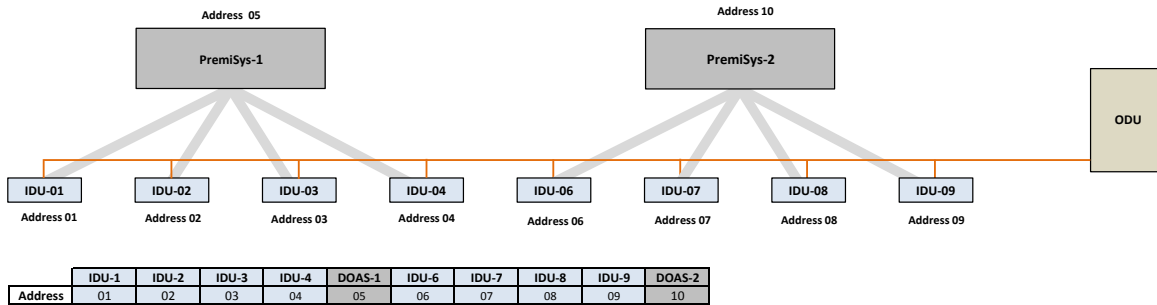 Address 05
Address 10
PremiSys-1
PremiSys-2
ODU
IDU-01 IDU-02 IDU-03 IDU-04 IDU-06 IDU-07 IDU-08 IDU-09
Address 01 Address 02 Address 03 Address 04 Address 06 Address 07 Address 08 Address 09
IDU-1 IDU-2 IDU-3 IDU-4 DOAS-1 IDU-6 IDU-7 IDU-8 IDU-9 DOAS-2
Address 01 02 03 04 05 06 07 08 09 10